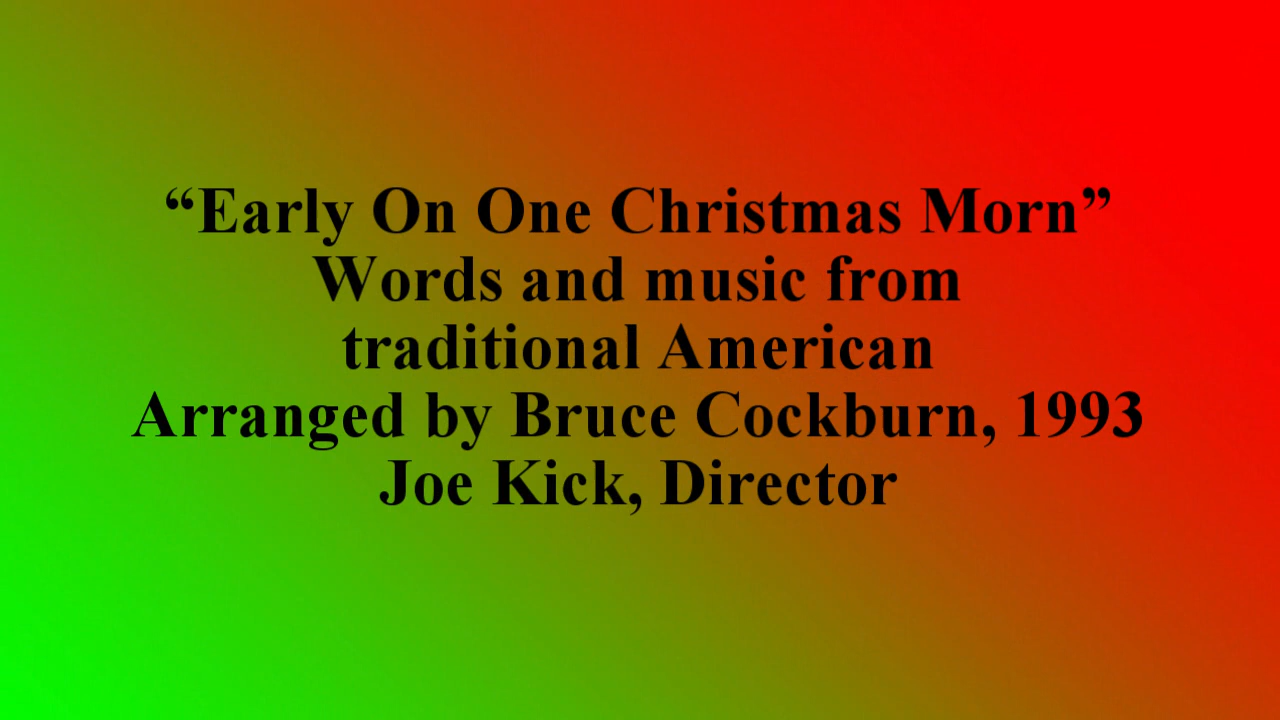 “Early On One Christmas Morn”
Words and music from
traditional American
Arranged by Bruce Cockburn, 1993
Joe Kick, Director